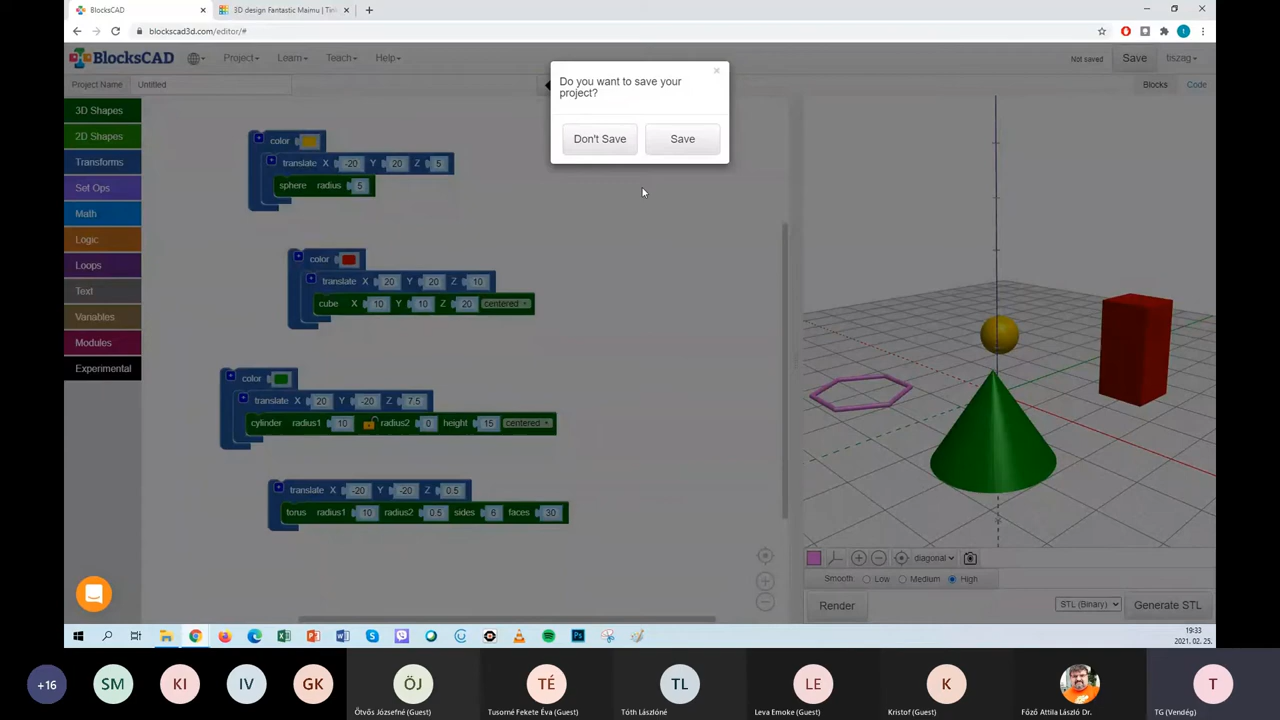 BlocksCAD
3D design Fantastic Maimu | Tin
blockscad3d.com/editor/#
BlocksCAD
Project
Learn
Teach
Help
Not saved
Save
tiszag
Project Name
Untitled
Blocks
Code
Do you want to save your
project?
Don't Save
Save
3D Shapes
2D Shapes
Transforms
Set Ops
Math
Logic
Loops
Text
Variables
Modules
Experimental
color
translate X -20 Y 20 Z 5
sphere radius 5
color
translate X 20 Y 20 Z 10
cube X 10 Y 10 Z 20 centered
color
translate X 20 Y -20 Z 7.5
cylinder radius1 10 radius2 0 height 15 centered
translate X -20 Y -20 Z 0.5
torus radius1 10 radius2 0.5 sides 6 faces 30
diagonal
Smooth Low Medium High
Render
STL (Binary)
Generate STL
19:33
2021. 02. 25.
+16
SM
KI
IV
GK
ÖJ
Ötvös Józsefné (Guest)
TÉ
Tusorné Fekete Éva (Guest)
TL
Tóth Lászlóné
LE
Leva Emoke (Guest)
K
Kristof (Guest)
Főző Attila László Dr.
T
TG (Vendég)